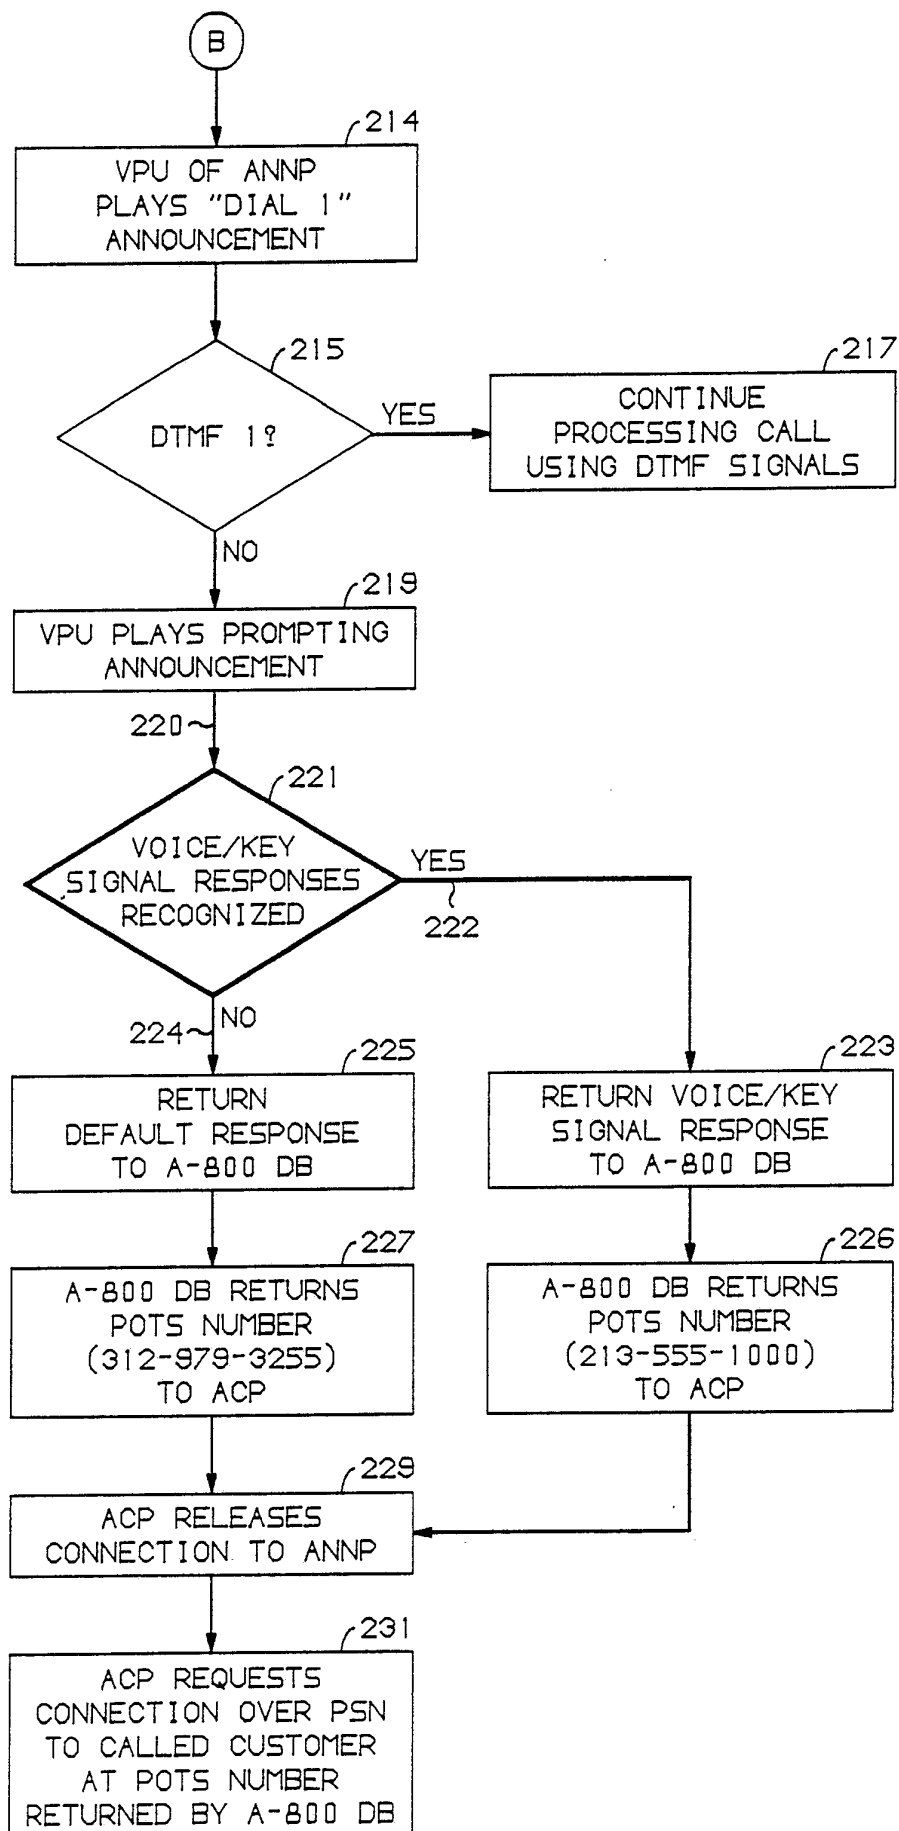 B
214
VPU OF ANNP
PLAYS "DIAL 1"
ANNOUNCEMENT
215
DTMF 1?
YES
217
CONTINUE
PROCESSING CALL
USING DTMF SIGNALS
NO
219
VPU PLAYS PROMPTING
ANNOUNCEMENT
220
221
VOICE/KEY
SIGNAL RESPONSES
RECOGNIZED
YES
222
224
NO
225
RETURN
DEFAULT RESPONSE
TO A-800 DB
223
RETURN VOICE/KEY
SIGNAL RESPONSE
TO A-800 DB
227
A-800 DB RETURNS
POTS NUMBER
(312-979-3255)
TO ACP
226
A-800 DB RETURNS
POTS NUMBER
(213-555-1000)
TO ACP
229
ACP RELEASES
CONNECTION TO ANNP
231
ACP REQUESTS
CONNECTION OVER PSN
TO CALLED CUSTOMER
AT POTS NUMBER
RETURNED BY A-800 DB